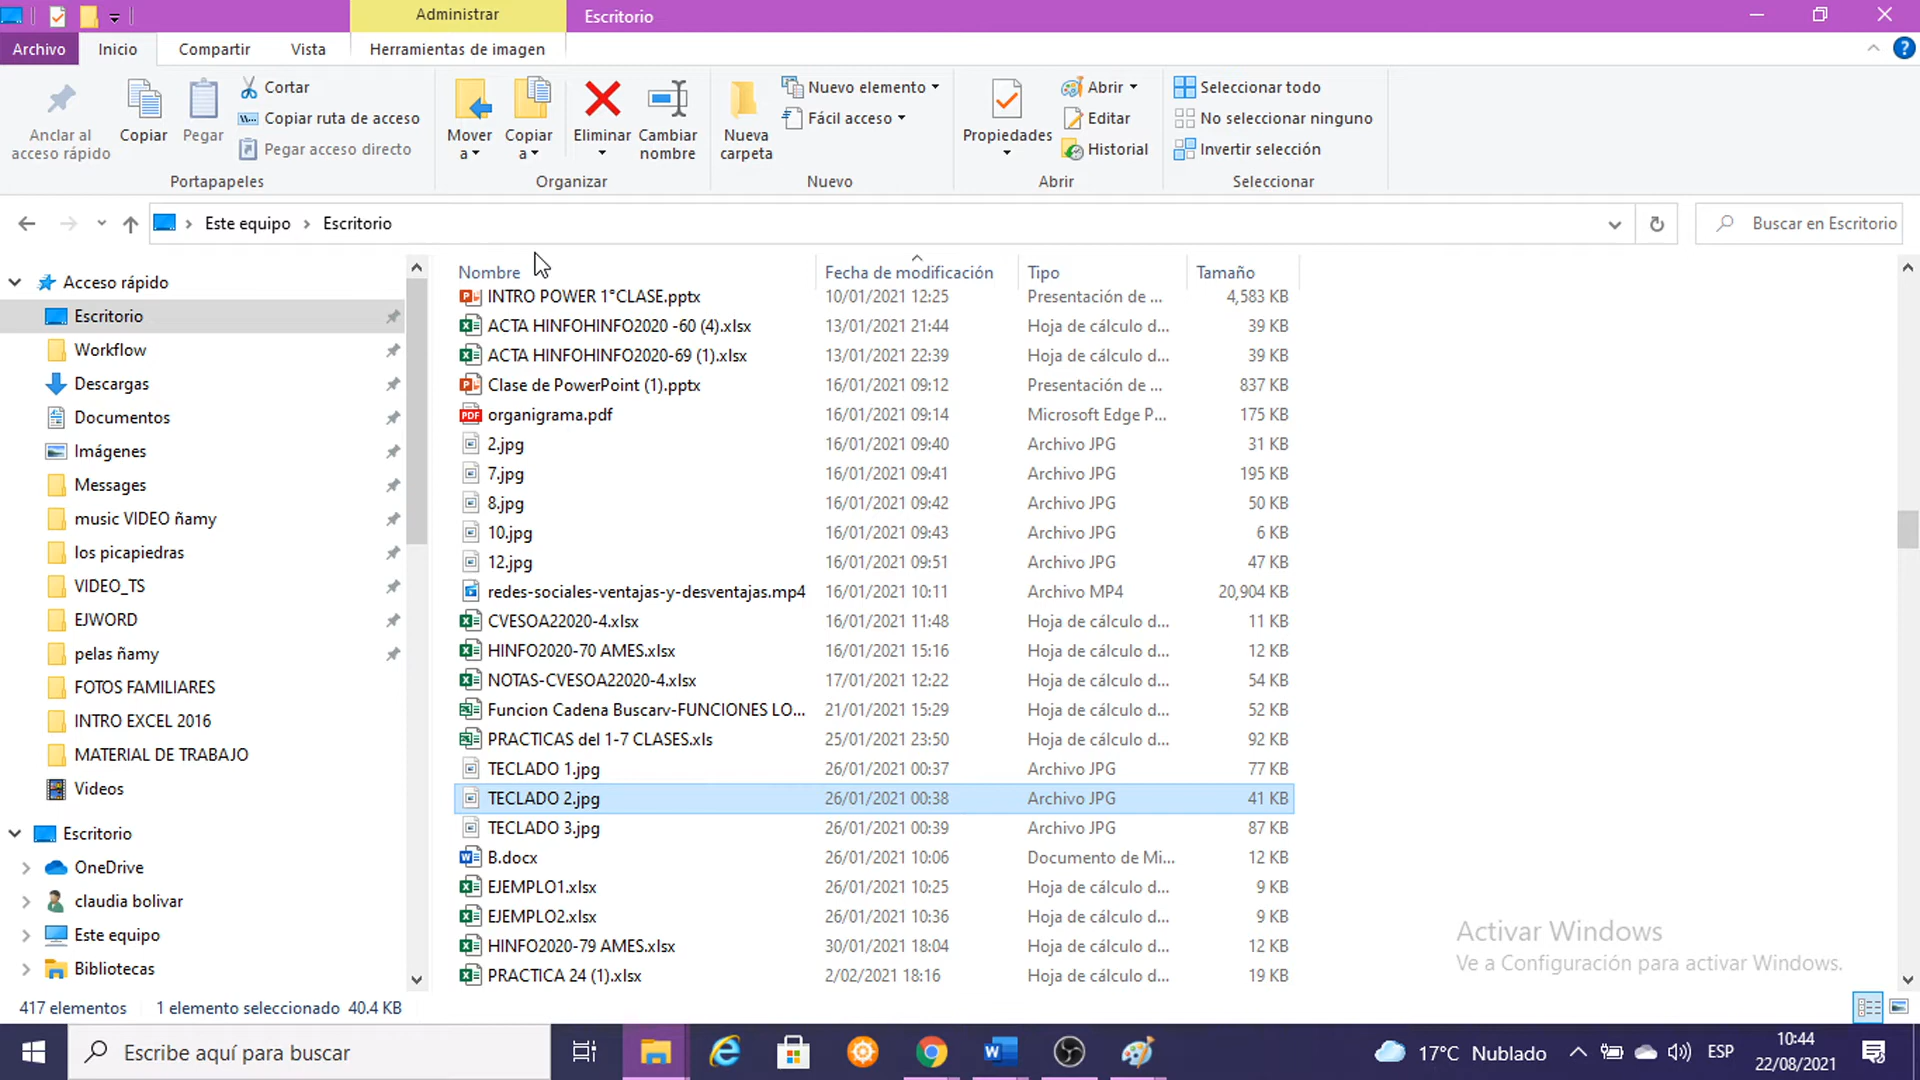 Administrar
Escritorio
Archivo
Inicio
Compartir
Vista
Herramientas de imagen
Anclar al acceso rápido
Copiar
Pegar
Cortar
Copiar ruta de acceso
Pegar acceso directo
Portapapeles
Mover a
Copiar a
Eliminar
Cambiar nombre
Organizar
Nueva carpeta
Nuevo elemento
Fácil acceso
Nuevo
Propiedades
Abrir
Editar
Historial
Abrir
Seleccionar todo
No seleccionar ninguno
Invertir selección
Seleccionar
Este equipo > Escritorio
Buscar en Escritorio
Acceso rápido
Escritorio
Workflow
Descargas
Documentos
Imágenes
Messages
music VIDEO ñamy
los picapiedras
VIDEO_TS
EJWORD
pelas ñamy
FOTOS FAMILIARES
INTRO EXCEL 2016
MATERIAL DE TRABAJO
Videos
Escritorio
OneDrive
claudia bolivar
Este equipo
Bibliotecas
Nombre Fecha de modificación Tipo Tamaño
INTRO POWER 1°CLASE.pptx 10/01/2021 12:25 Presentación de ... 4,583 KB
ACTA HINFOHINFO2020 -60 (4).xlsx 13/01/2021 21:44 Hoja de cálculo d... 39 KB
ACTA HINFOHINFO2020-69 (1).xlsx 13/01/2021 22:39 Hoja de cálculo d... 39 KB
Clase de PowerPoint (1).pptx 16/01/2021 09:12 Presentación de ... 837 KB
PDF organigrama.pdf 16/01/2021 09:14 Microsoft Edge P... 175 KB
2.jpg 16/01/2021 09:40 Archivo JPG 31 KB
7.jpg 16/01/2021 09:41 Archivo JPG 195 KB
8.jpg 16/01/2021 09:42 Archivo JPG 50 KB
10.jpg 16/01/2021 09:43 Archivo JPG 6 KB
12.jpg 16/01/2021 09:51 Archivo JPG 47 KB
redes-sociales-ventajas-y-desventajas.mp4 16/01/2021 10:11 Archivo MP4 20,904 KB
CVESOA22020-4.xlsx 16/01/2021 11:48 Hoja de cálculo d... 11 KB
HINFO2020-70 AMES.xlsx 16/01/2021 15:16 Hoja de cálculo d... 12 KB
NOTAS-CVESOA22020-4.xlsx 17/01/2021 12:22 Hoja de cálculo d... 54 KB
Funcion Cadena Buscarv-FUNCIONES LO... 21/01/2021 15:29 Hoja de cálculo d... 52 KB
PRACTICAS del 1-7 CLASES.xls 25/01/2021 23:50 Hoja de cálculo d... 92 KB
TECLADO 1.jpg 26/01/2021 00:37 Archivo JPG 77 KB
TECLADO 2.jpg 26/01/2021 00:38 Archivo JPG 41 KB
TECLADO 3.jpg 26/01/2021 00:39 Archivo JPG 87 KB
B.docx 26/01/2021 10:06 Documento de Mi... 12 KB
EJEMPLO1.xlsx 26/01/2021 10:25 Hoja de cálculo d... 9 KB
EJEMPLO2.xlsx 26/01/2021 10:36 Hoja de cálculo d... 9 KB
HINFO2020-79 AMES.xlsx 30/01/2021 18:04 Hoja de cálculo d... 12 KB
PRACTICA 24 (1).xlsx 2/02/2021 18:16 Hoja de cálculo d... 19 KB
Activar Windows
Ve a Configuración para activar Windows.
417 elementos 1 elemento seleccionado 40.4 KB
Escribe aquí para buscar
17°C Nublado
ESP
10:44
22/08/2021